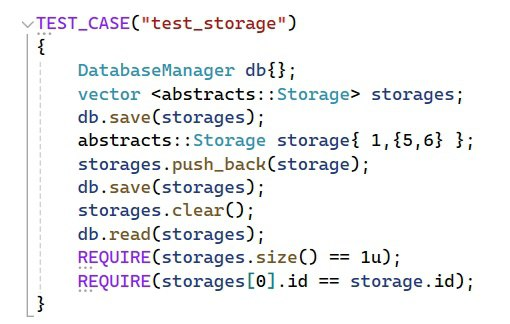 TEST_CASE("test_storage")
{
    DatabaseManager db{};
    vector <abstracts::Storage> storages;
    db.save(storages);
    abstracts::Storage storage{ 1,{5,6} };
    storages.push_back(storage);
    db.save(storages);
    storages.clear();
    db.read(storages);
    REQUIRE(storages.size() == 1u);
    REQUIRE(storages[0].id == storage.id);
}